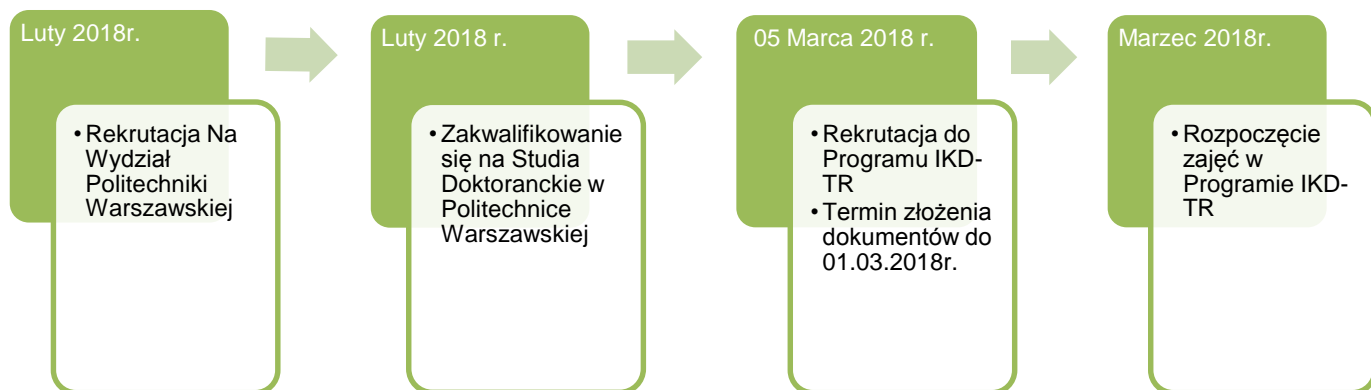 Luty 2018r.
• Rekrutacja Na
Wydział
Politechniki
Warszawskiej
Luty 2018 r.
• Zakwalifikowanie
się na Studia
Doktoranckie w
Politechnice
Warszawskiej
05 Marca 2018 r.
• Rekrutacja do
Programu IKD-
TR
• Termin złożenia
dokumentów do
01.03.2018r.
Marzec 2018r.
• Rozpoczęcie
zajęć w
Programie IKD-
TR